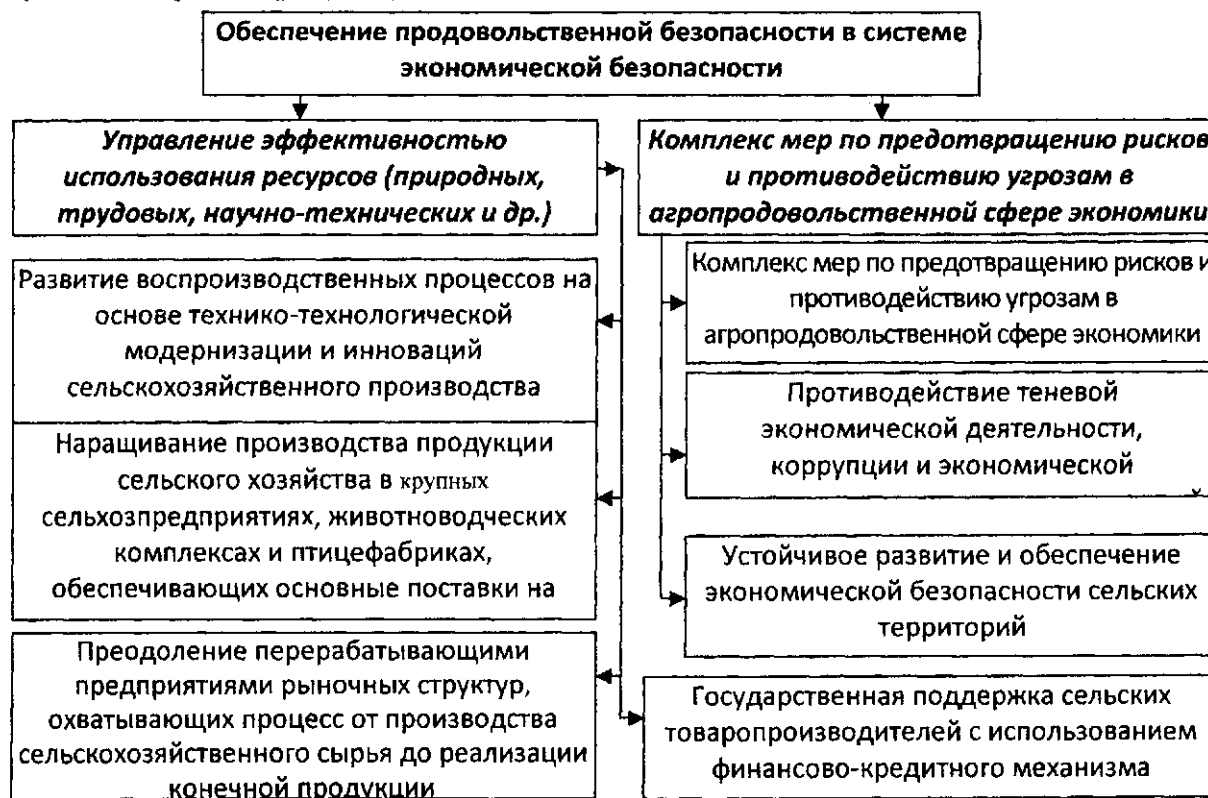 Обеспечение продовольственной безопасности в системе
экономической безопасности
Управление эффективностью
использования ресурсов (природных,
трудовых, научно-технических и др.)
Развитие воспроизводственных процессов на
основе технико-технологической
модернизации и инноваций
сельскохозяйственного производства
Наращивание производства продукции
сельского хозяйства в крупных
сельхозпредприятиях, животноводческих
комплексах и птицефабриках,
обеспечивающих основные поставки на
Преодоление перерабатывающими
предприятиями рыночных структур,
охватывающих процесс от производства
сельскохозяйственного сырья до реализации
конечной продукции
Комплекс мер по предотвращению рисков
и противодействию угрозам в
агропродовольственной сфере экономики
Комплекс мер по предотвращению рисков и
противодействию угрозам в
агропродовольственной сфере экономики
Противодействие теневой
экономической деятельности,
коррупции и экономической
Устойчивое развитие и обеспечение
экономической безопасности сельских
территорий
Государственная поддержка сельских
товаропроизводителей с использованием
финансово-кредитного механизма